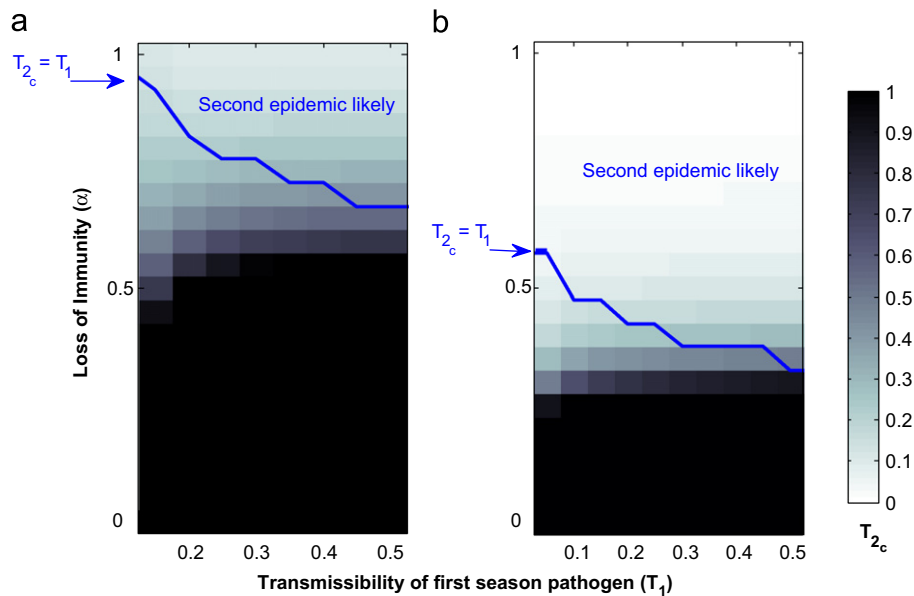 a
b
T2c = T1
Second epidemic likely
T2c = T1
Second epidemic likely
Loss of Immunity (α)
1
0.5
0
0.2
0.3
0.4
0.5
1
0.5
0
0.1
0.2
0.3
0.4
0.5
Transmissibility of first season pathogen (T1)
1
0.9
0.8
0.7
0.6
0.5
0.4
0.3
0.2
0.1
0
T2c